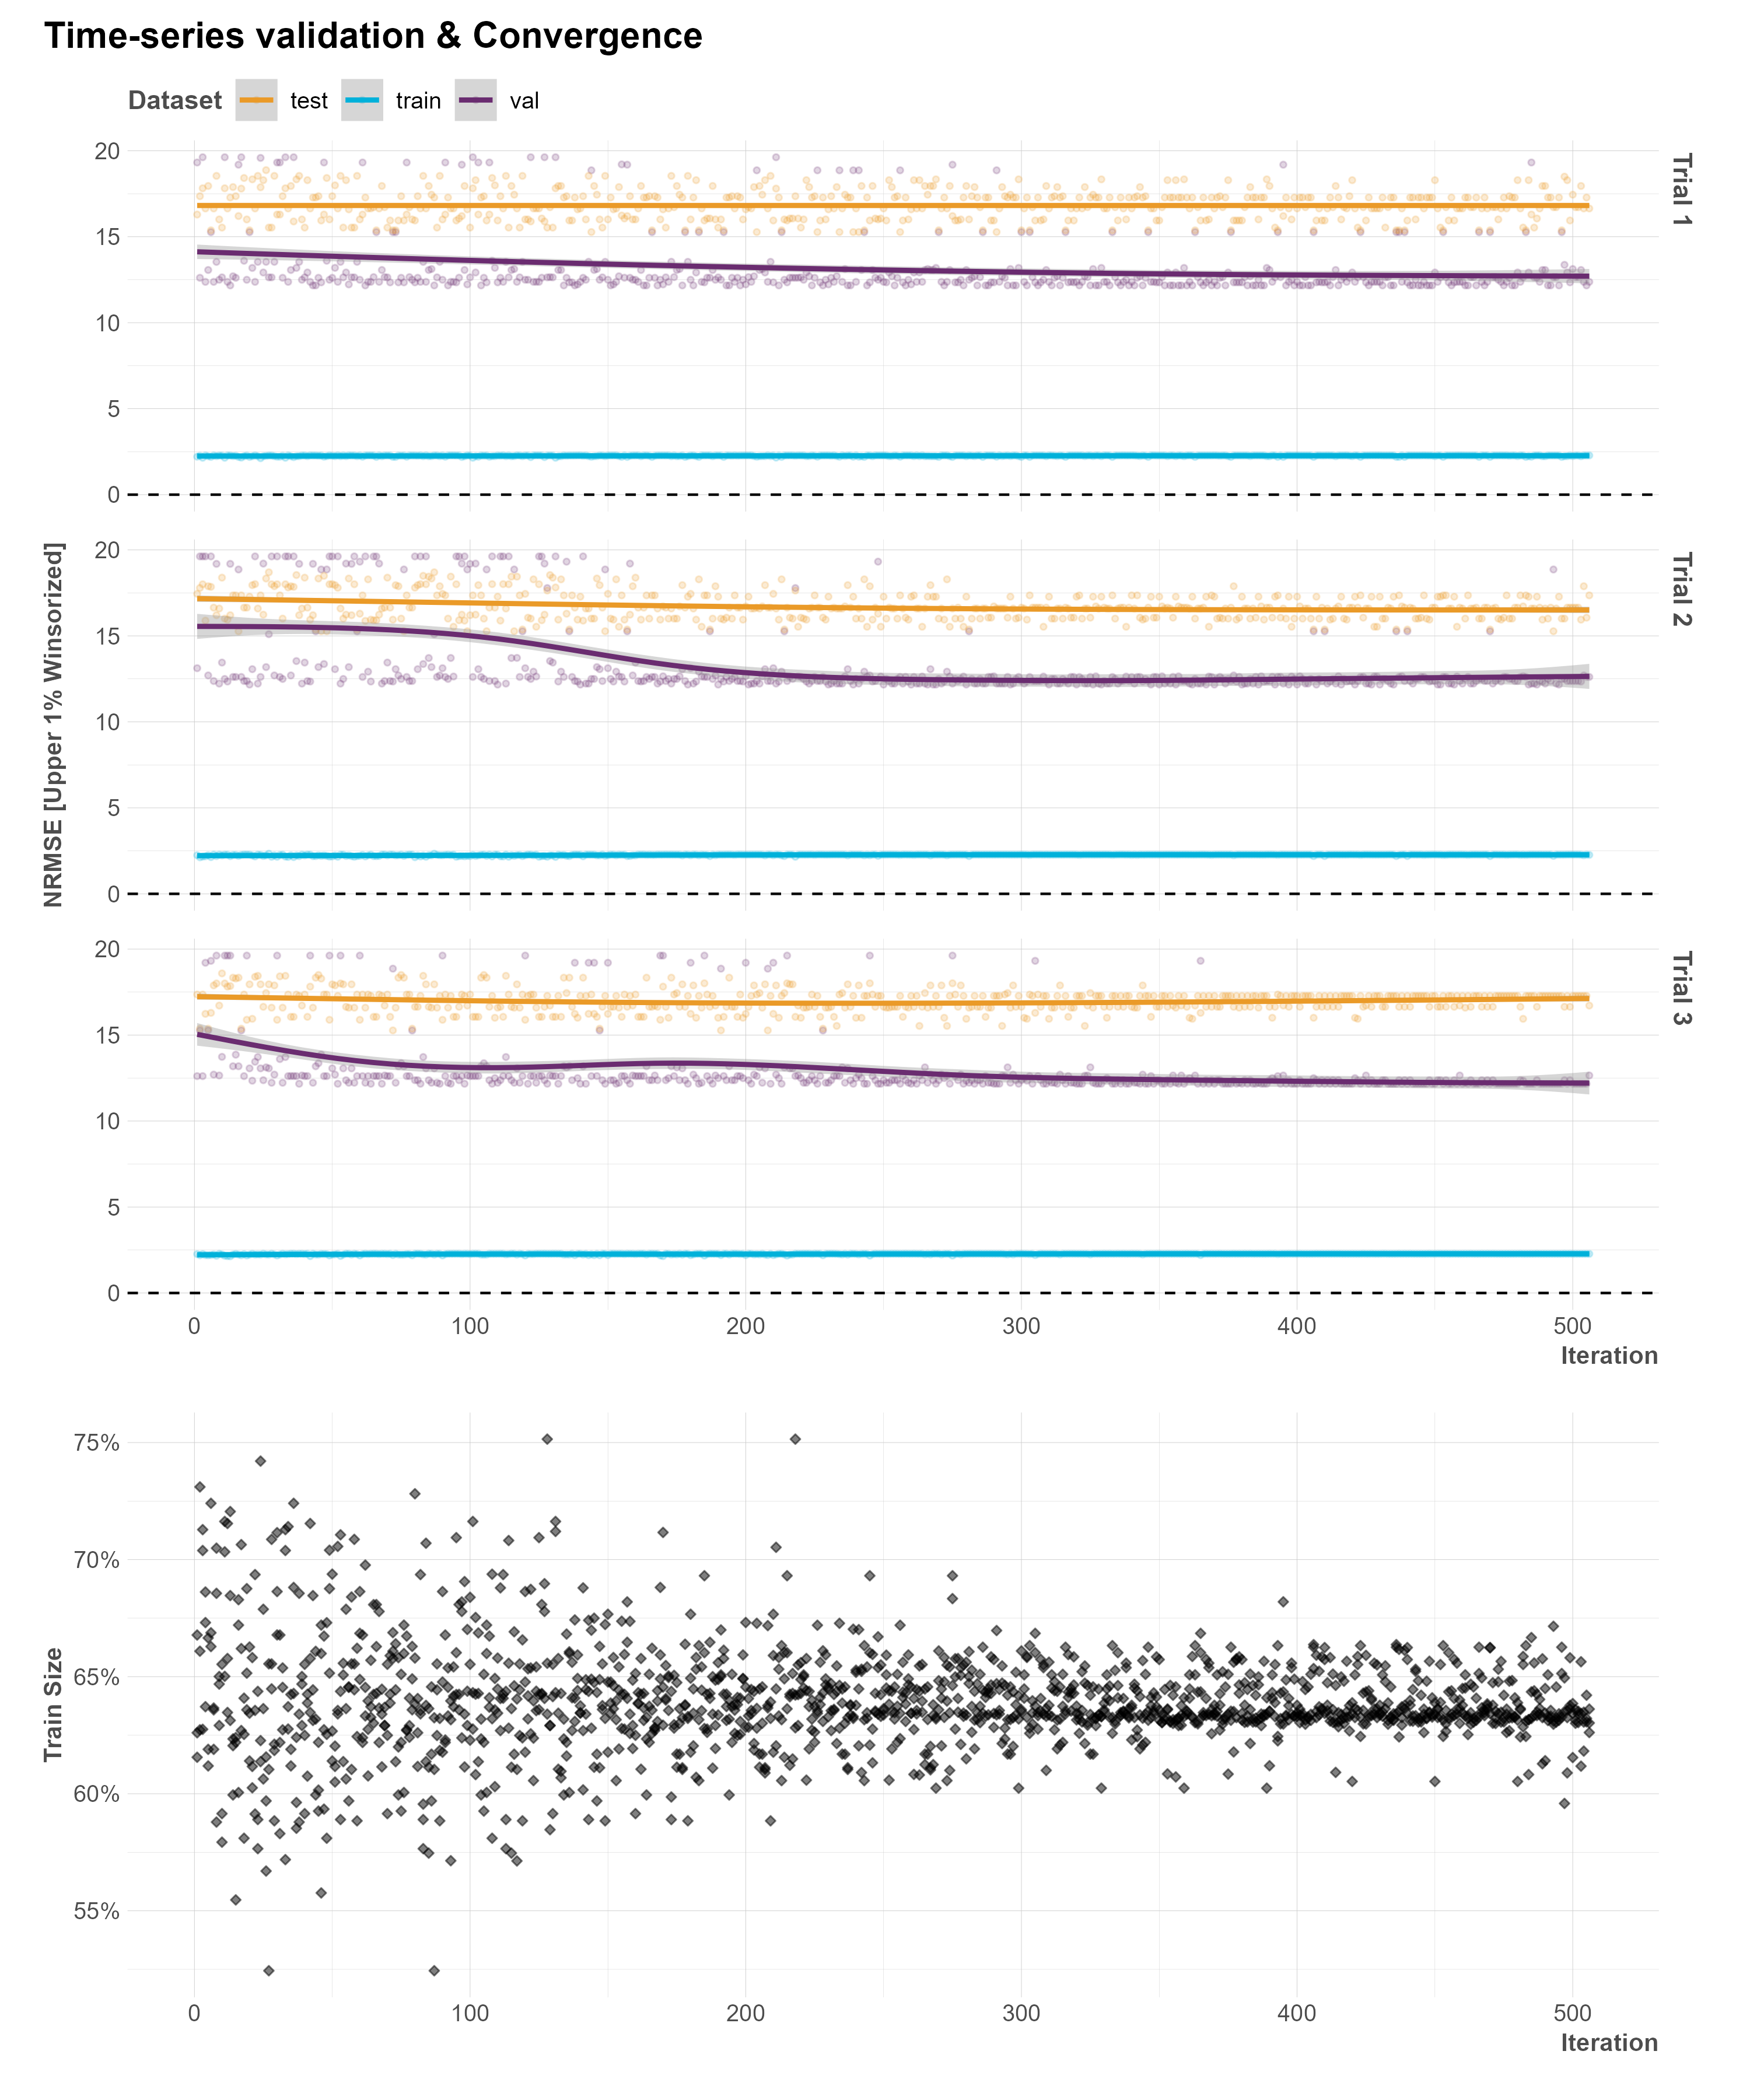 Time-series validation & Convergence
Dataset test train val
20
15
10
5
0
Trial 1
20
15
10
5
0
Trial 2
NRMSE [Upper 1% Winsorized]
20
15
10
5
0
Trial 3
0 100 200 300 400 500
Iteration
75%
70%
65%
60%
55%
Train Size
0 100 200 300 400 500
Iteration